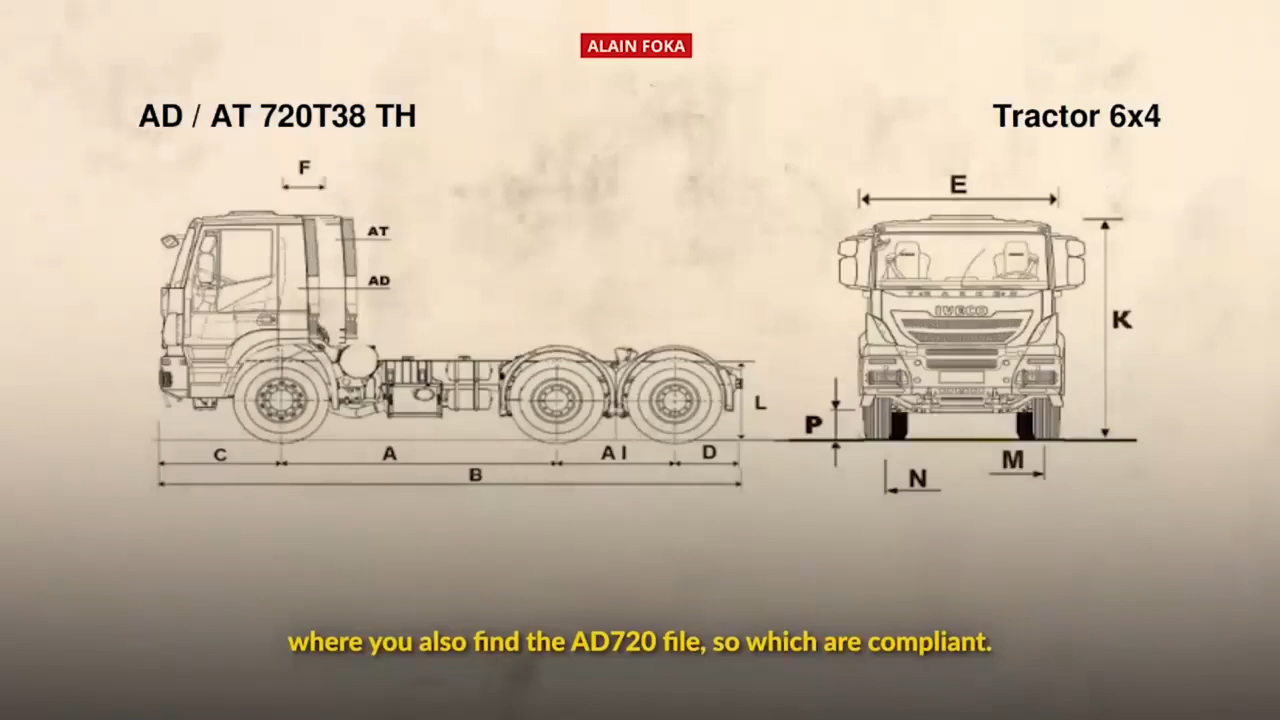 ALAIN FOKA
AD / AT 720T38 TH
Tractor 6x4
F
E
AT
AD
K
TRAKKER
IVECO
L
P
C
A
A I
D
B
M
N
where you also find the AD720 file, so which are compliant.